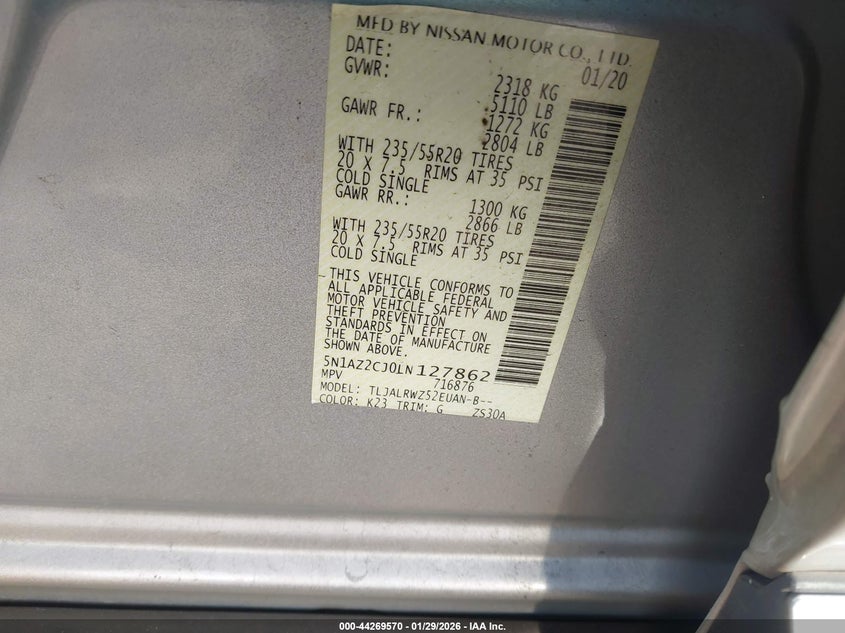 MFD BY NISSAN MOTOR CO., LTD.
DATE: 01/20
GVWR: 2318 KG
5110 LB
GAWR FR.: 1272 KG
2804 LB
WITH 235/55R20 TIRES
20 X 7.5 RIMS AT 35 PSI
COLD SINGLE
GAWR RR.: 1300 KG
2866 LB
WITH 235/55R20 TIRES
20 X 7.5 RIMS AT 35 PSI
COLD SINGLE
THIS VEHICLE CONFORMS TO
ALL APPLICABLE FEDERAL
MOTOR VEHICLE SAFETY AND
THEFT PREVENTION
STANDARDS IN EFFECT ON
THE DATE OF MANUFACTURE
SHOWN ABOVE.
5N1AZ2CJ0LN127862
MPV 716876
MODEL: TLJALRWZ52EUAN-B--
COLOR: K23 TRIM: G ZS30A
000-44269570 - 01/29/2026 - IAA Inc.